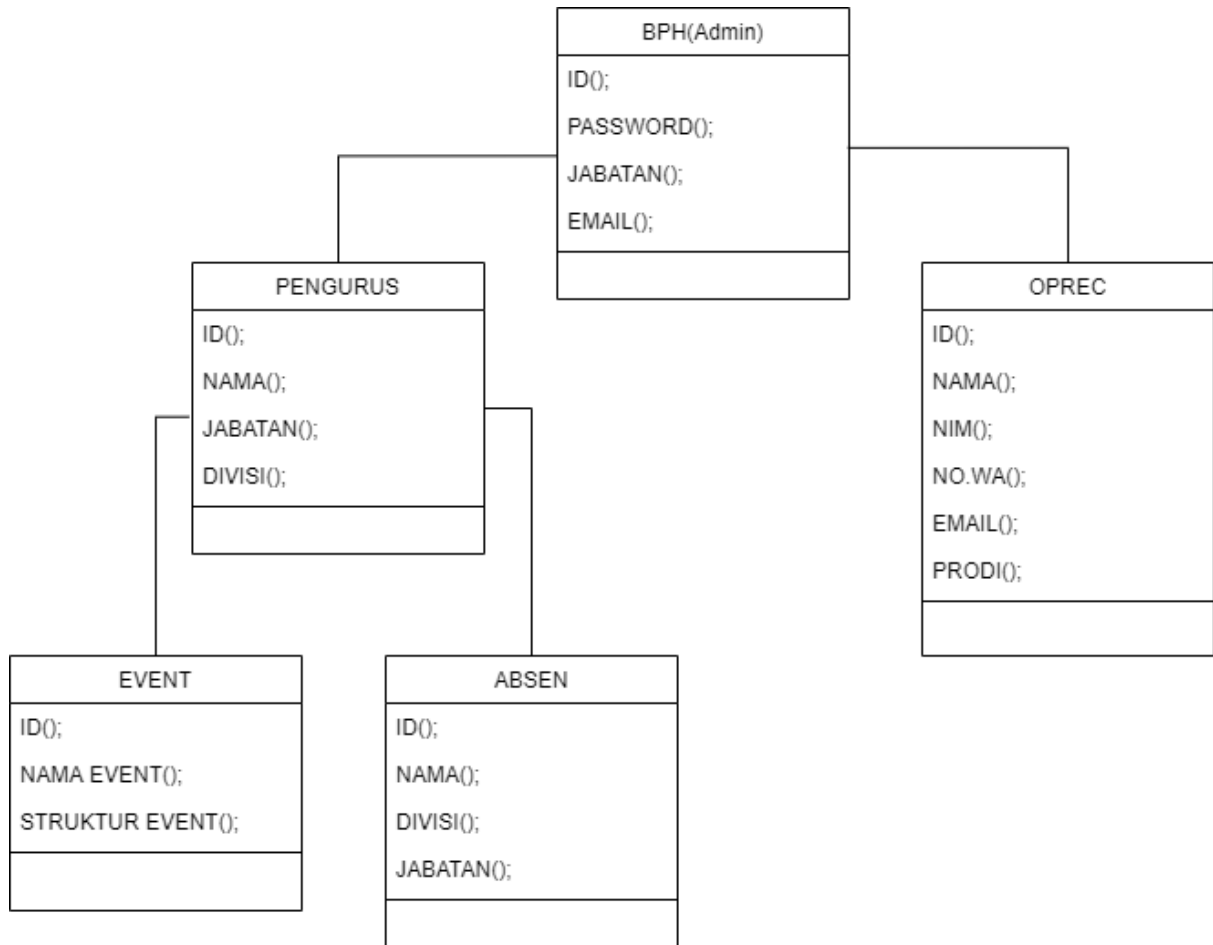 BPH(Admin)
ID();
PASSWORD();
JABATAN();
EMAIL();
PENGURUS
ID();
NAMA();
JABATAN();
DIVISI();
OPREC
ID();
NAMA();
NIM();
NO.WA();
EMAIL();
PRODI();
EVENT
ID();
NAMA EVENT();
STRUKTUR EVENT();
ABSEN
ID();
NAMA();
DIVISI();
JABATAN();